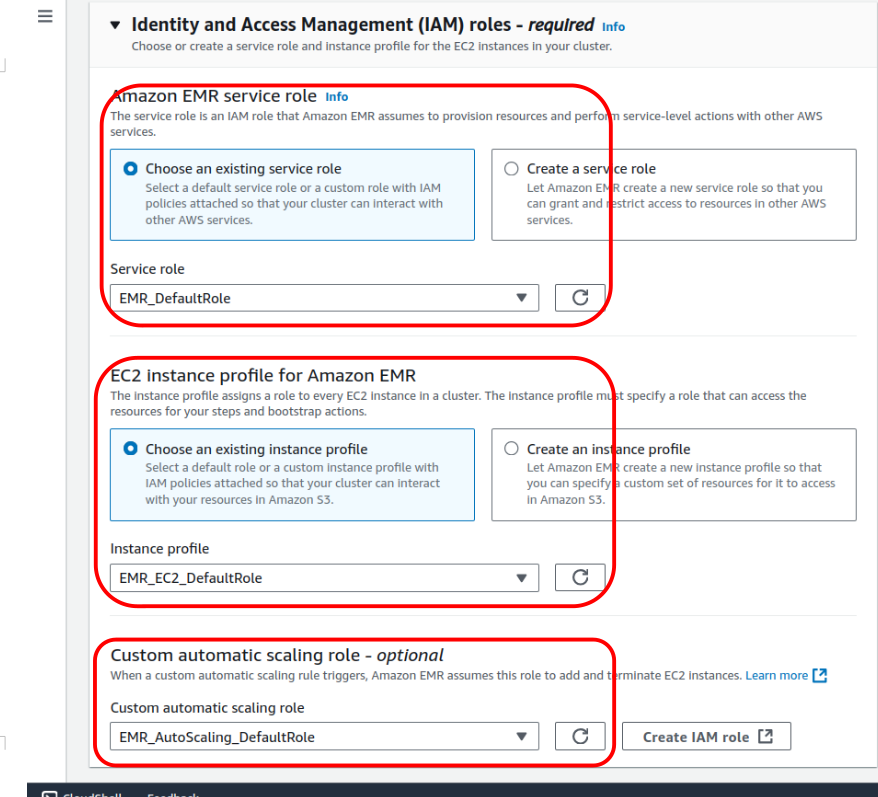 Identity and Access Management (IAM) roles - required Info
Choose or create a service role and instance profile for the EC2 instances in your cluster.
Amazon EMR service role Info
The service role is an IAM role that Amazon EMR assumes to provision resources and perform service-level actions with other AWS
services.
Choose an existing service role
Select a default service role or a custom role with IAM
policies attached so that your cluster can interact with
other AWS services.
Create a service role
Let Amazon EMR create a new service role so that you
can grant and restrict access to resources in other AWS
services.
Service role
EMR_DefaultRole
EC2 instance profile for Amazon EMR
The instance profile assigns a role to every EC2 instance in a cluster. The instance profile must specify a role that can access the
resources for your steps and bootstrap actions.
Choose an existing instance profile
Select a default role or a custom instance profile with
IAM policies attached so that your cluster can interact
with your resources in Amazon S3.
Create an instance profile
Let Amazon EMR create a new instance profile so that
you can specify a custom set of resources for it to access
in Amazon S3.
Instance profile
EMR_EC2_DefaultRole
Custom automatic scaling role - optional
When a custom automatic scaling rule triggers, Amazon EMR assumes this role to add and terminate EC2 instances. Learn more
Custom automatic scaling role
EMR_AutoScaling_DefaultRole
Create IAM role
CloudShell Feedback